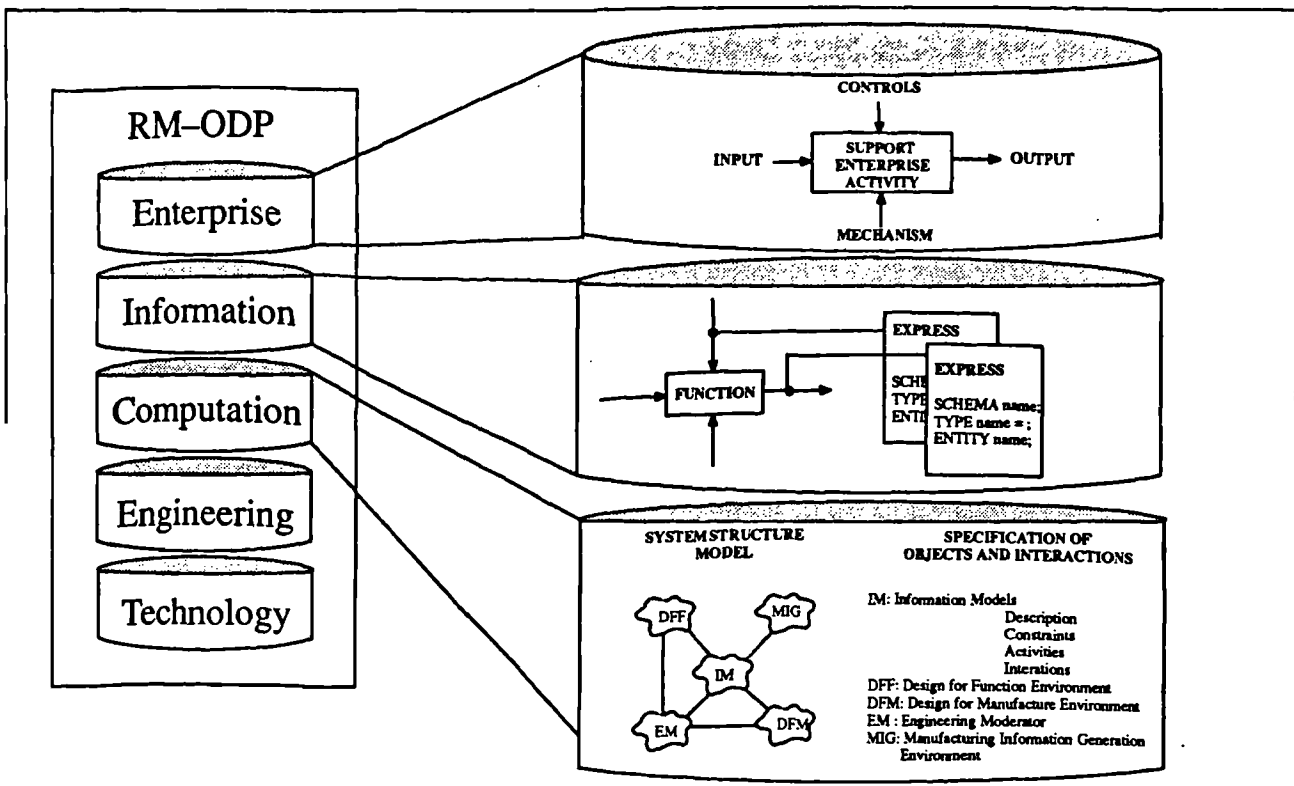 RM–ODP
Enterprise
Information
Computation
Engineering
Technology
CONTROLS
INPUT
SUPPORT
ENTERPRISE
ACTIVITY
OUTPUT
MECHANISM
FUNCTION
EXPRESS
SCHE
TYPE
ENTI
EXPRESS
SCHEMA name;
TYPE name = ;
ENTITY name;
SYSTEM STRUCTURE
MODEL
DFF
MIG
IM
EM
DFM
SPECIFICATION OF
OBJECTS AND INTERACTIONS
IM: Information Models
Description
Constraints
Activities
Interations
DFF: Design for Function Environment
DFM: Design for Manufacture Environment
EM : Engineering Moderator
MIG: Manufacturing Information Generation
Environment